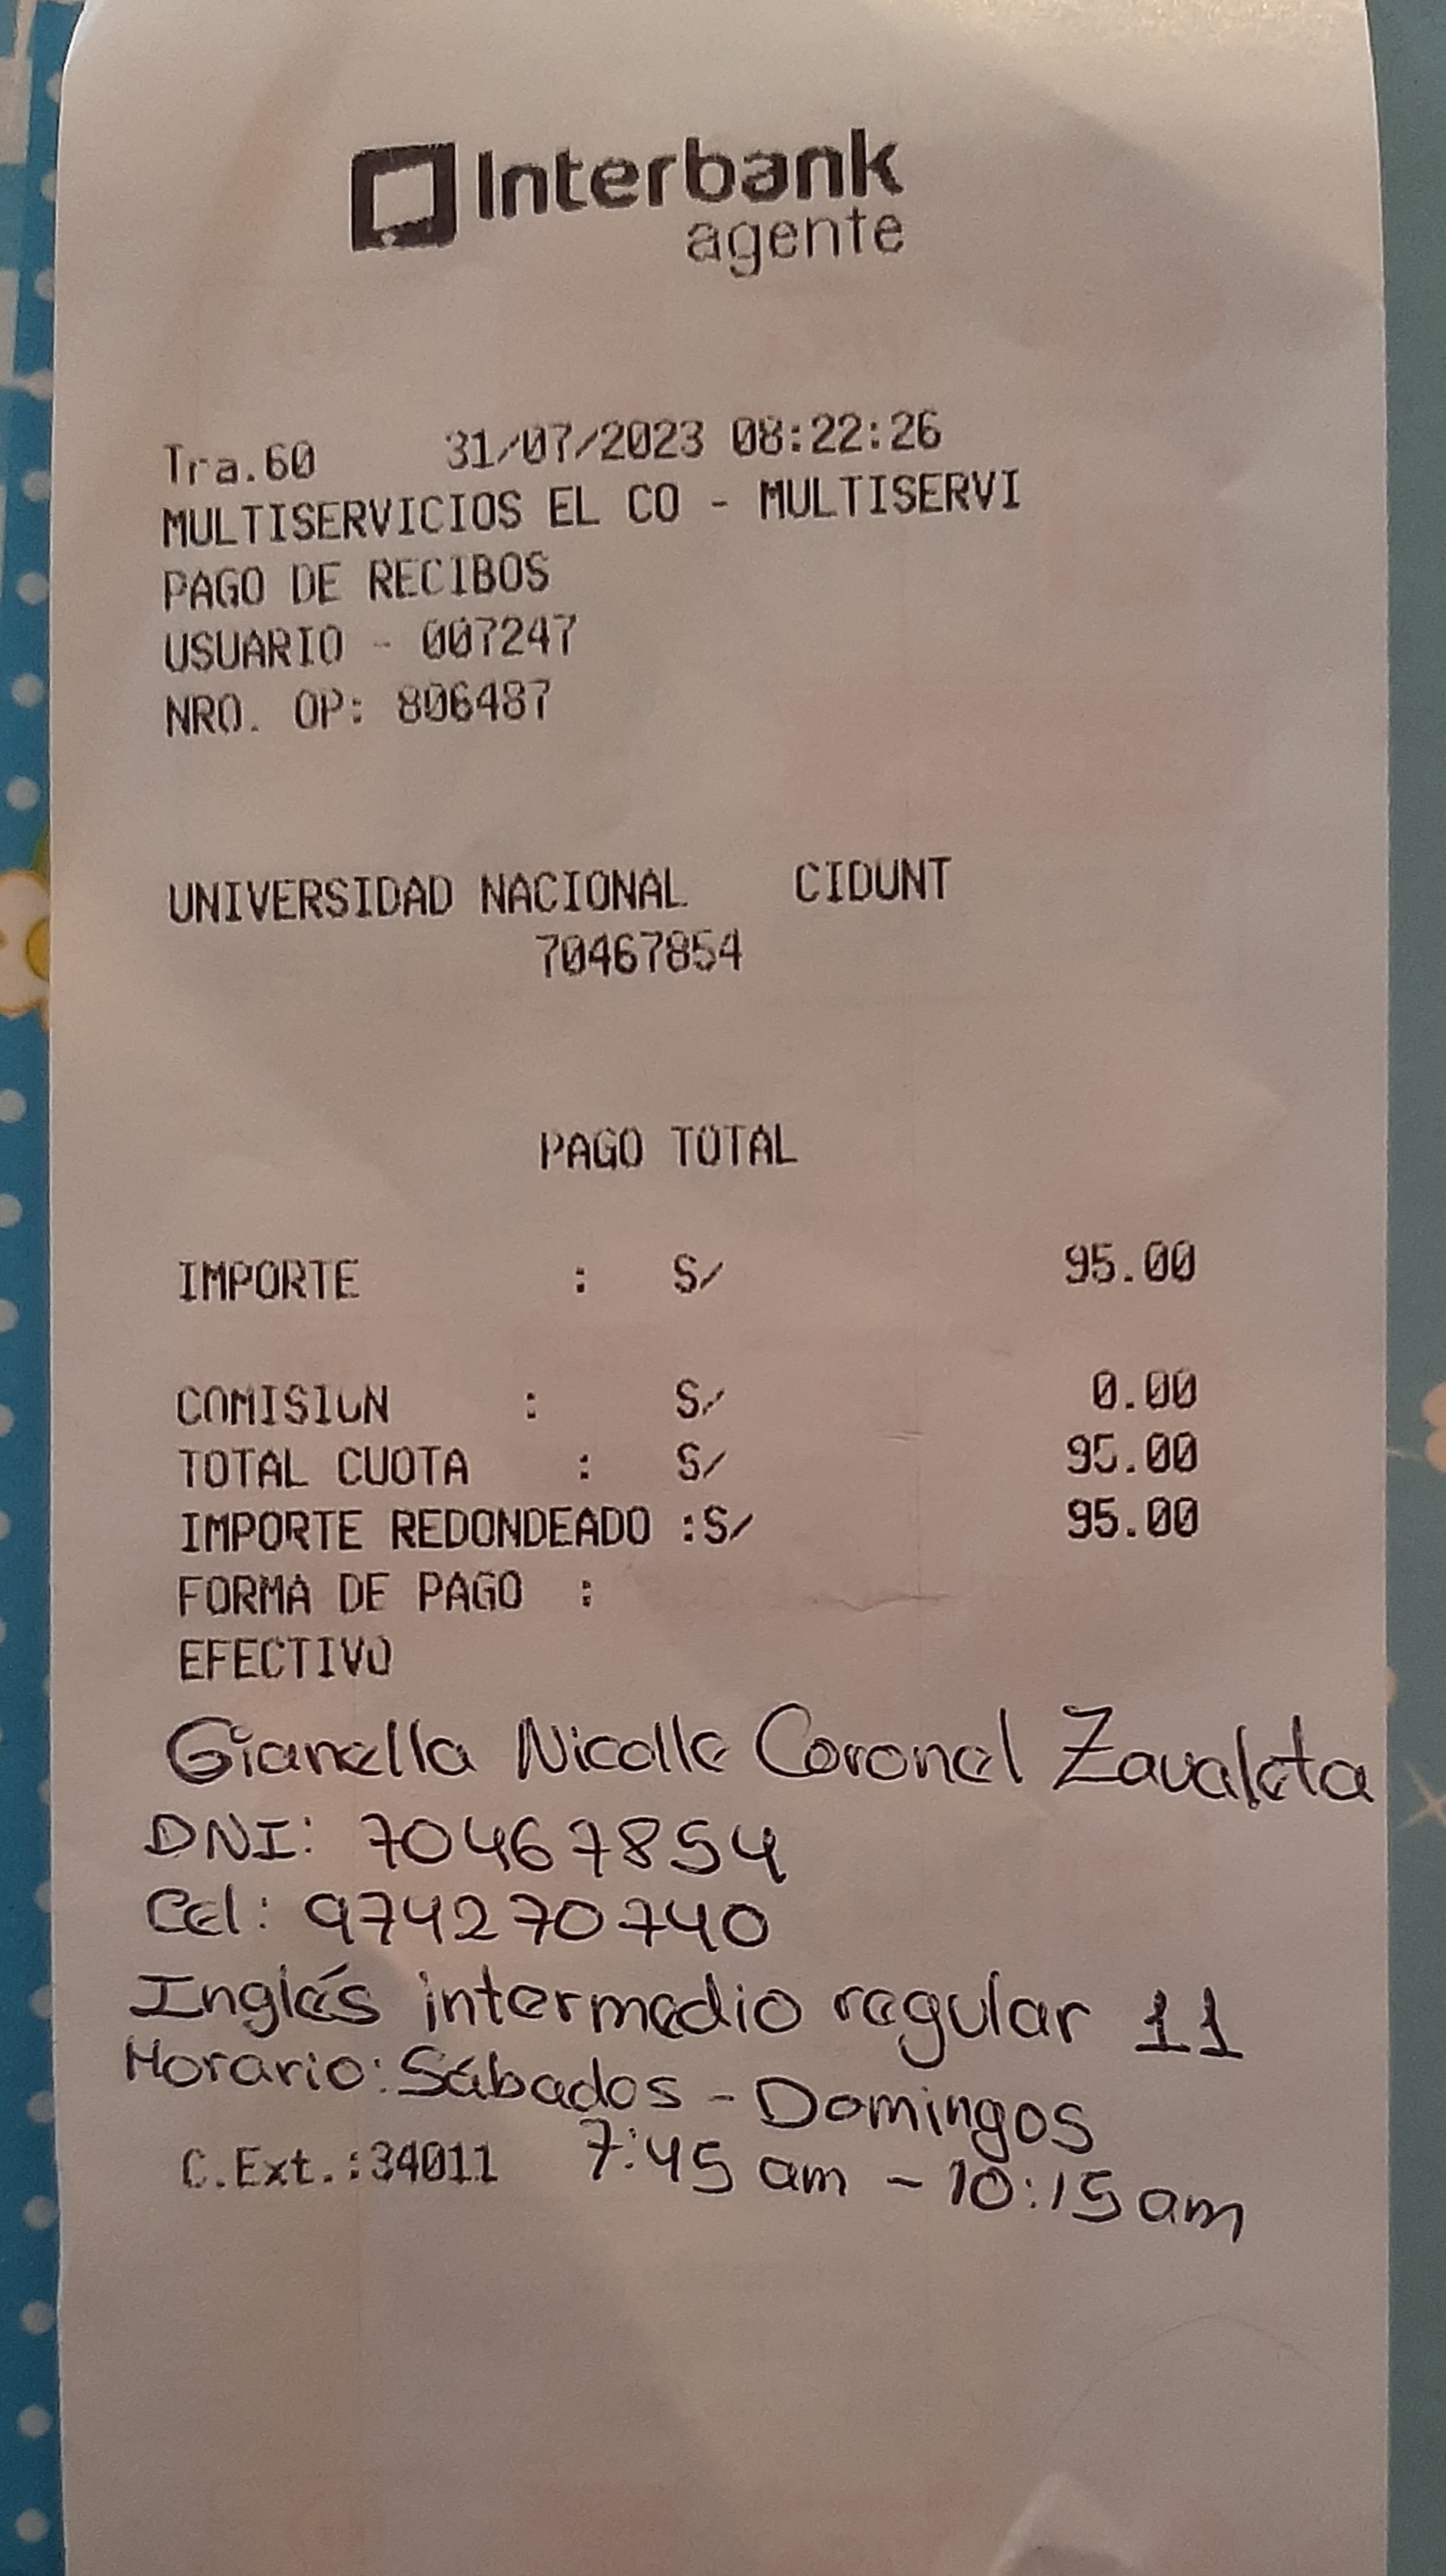 Interbank
agente
Tra.60 31/07/2023 08:22:26
MULTISERVICIOS EL CO - MULTISERVI
PAGO DE RECIBOS
USUARIO - 007247
NRO. OP: 806487
UNIVERSIDAD NACIONAL CIDUNT
70467854
PAGO TOTAL
IMPORTE : S/ 95.00
COMISION : S/ 0.00
TOTAL CUOTA : S/ 95.00
IMPORTE REDONDEADO :S/ 95.00
FORMA DE PAGO :
EFECTIVO
Gianella Nicolle Coronel Zavaleta
DNI: 70467854
Cel: 974270740
Inglés intermedio regular 11
Horario: Sábados - Domingos
C.Ext.:34011 7:45 am - 10:15 am